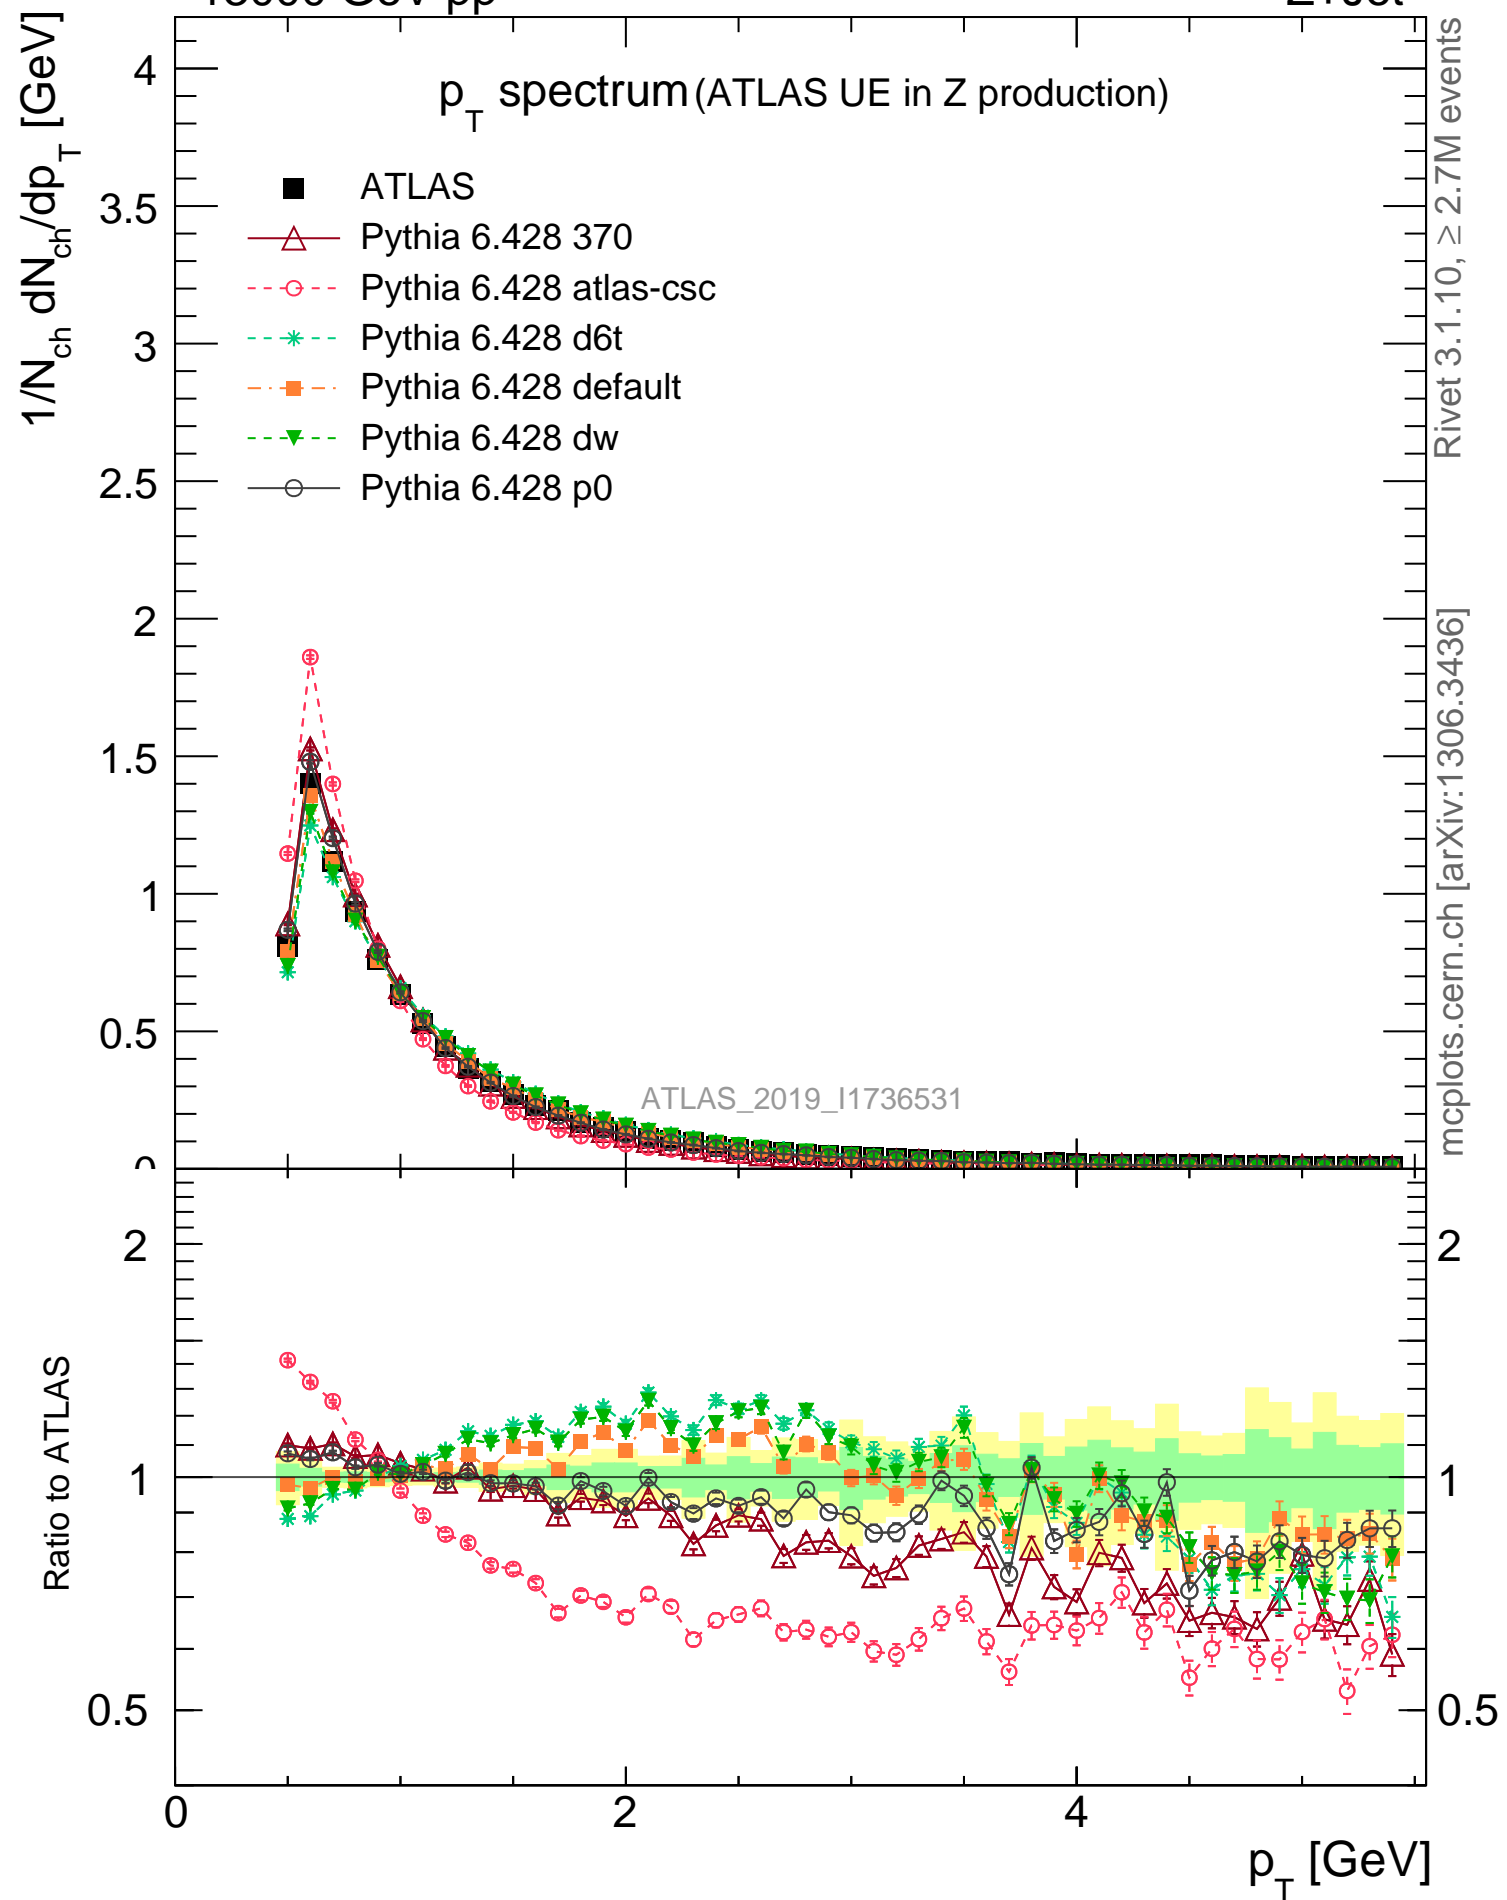 p_T spectrum (ATLAS UE in Z production)
1/N_ch dN_ch/dp_T [GeV]
4
3.5
3
2.5
2
1.5
1
0.5
0
ATLAS
Pythia 6.428 370
Pythia 6.428 atlas-csc
Pythia 6.428 d6t
Pythia 6.428 default
Pythia 6.428 dw
Pythia 6.428 p0
ATLAS_2019_I1736531
Rivet 3.1.10, ≥ 2.7M events
mcplots.cern.ch [arXiv:1306.3436]
Ratio to ATLAS
2
1
0.5
2
1
0.5
0
2
4
p_T [GeV]